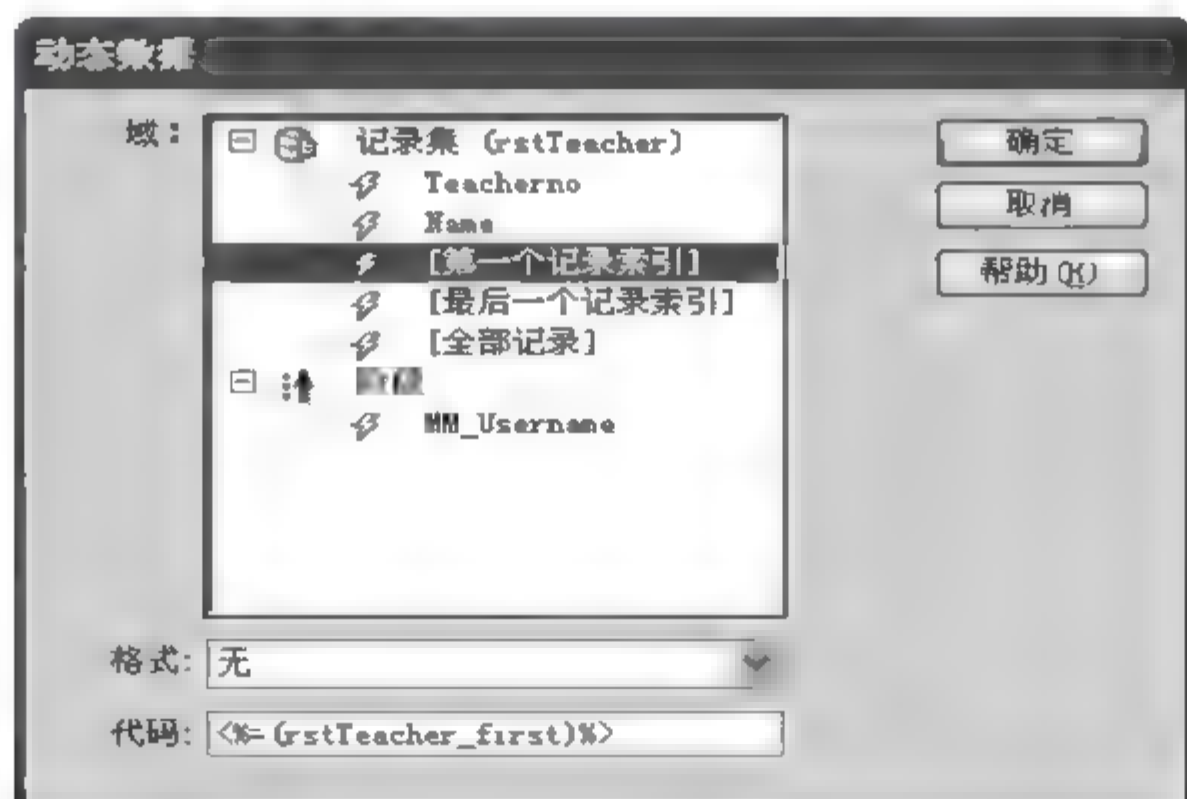 动态数据
域：
记录集 (rstTeacher)
Teacherno
Name
[第一个记录索引]
[最后一个记录索引]
[全部记录]
MM_Username
确定
取消
帮助(H)
格式: 无
代码: <%=(rstTeacher_first)%>